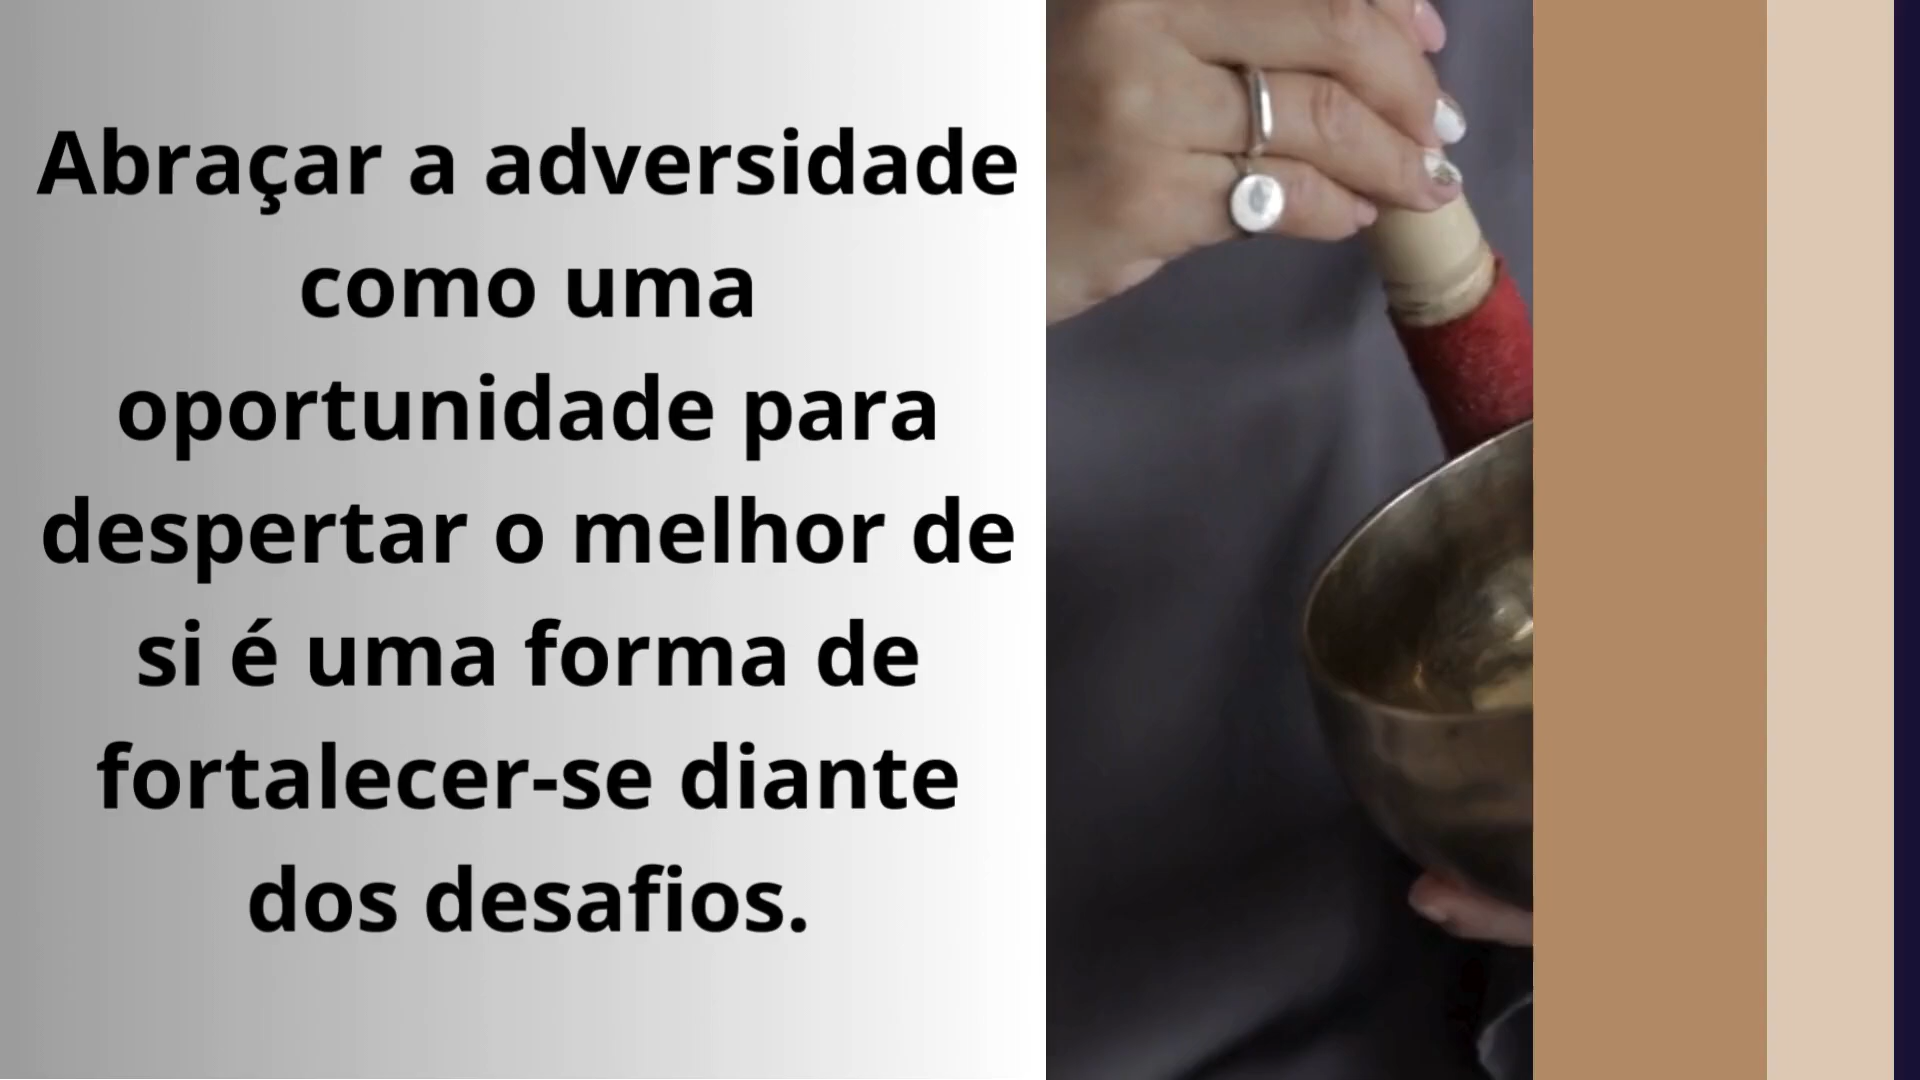 Abraçar a adversidade
como uma
oportunidade para
despertar o melhor de
si é uma forma de
fortalecer-se diante
dos desafios.